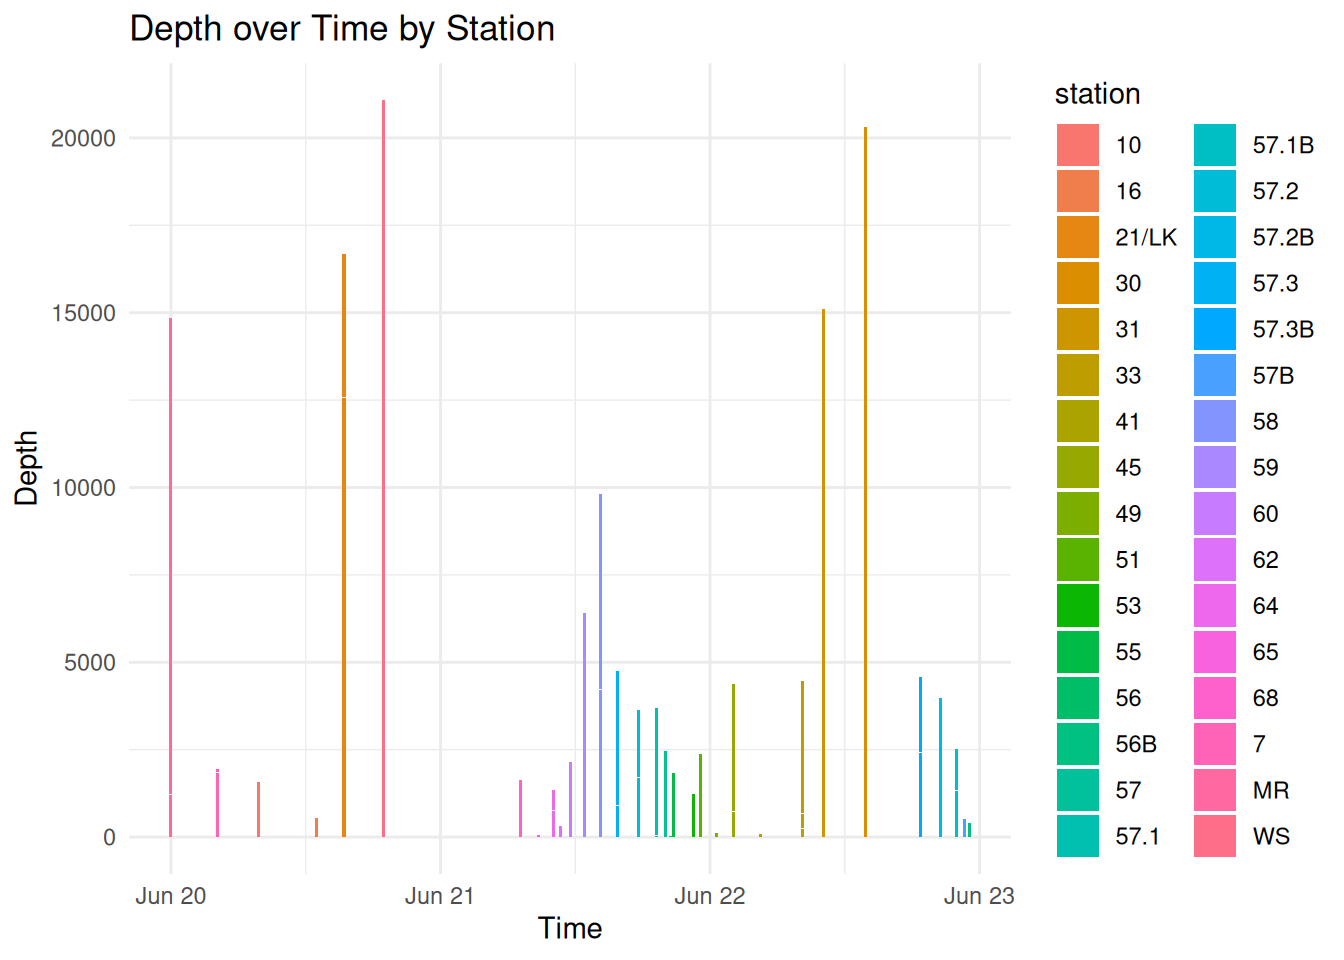 Depth over Time by Station
Depth
20000
15000
10000
5000
0
Jun 20
Jun 21
Jun 22
Jun 23
Time
station
10
16
21/LK
30
31
33
41
45
49
51
53
55
56
56B
57
57.1
57.1B
57.2
57.2B
57.3
57.3B
57B
58
59
60
62
64
65
68
7
MR
WS